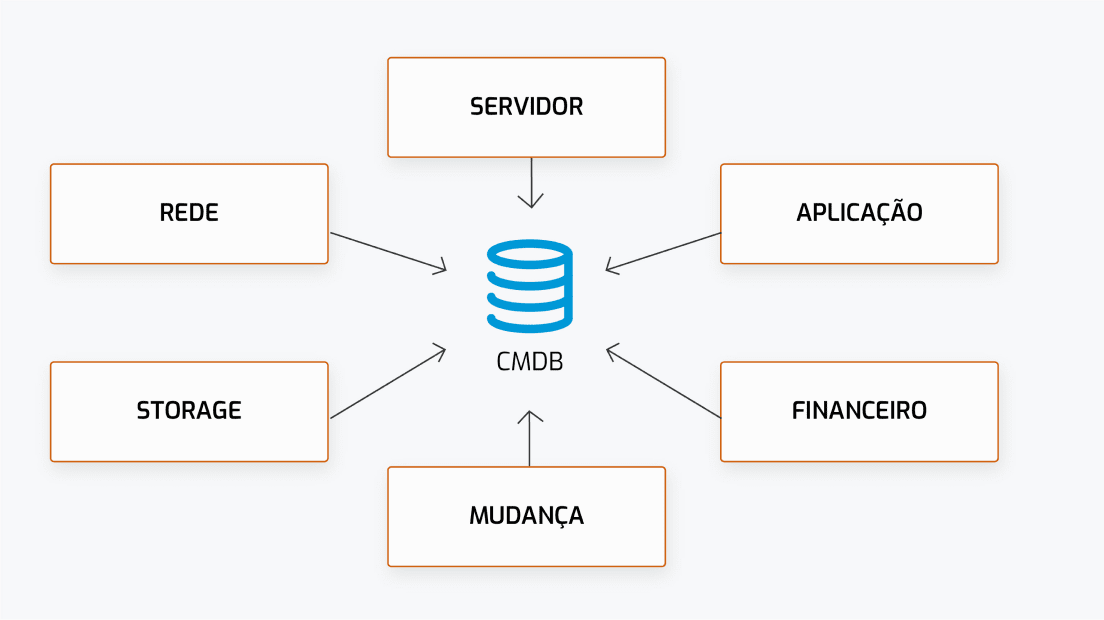 SERVIDOR
REDE
APLICAÇÃO
CMDB
STORAGE
FINANCEIRO
MUDANÇA